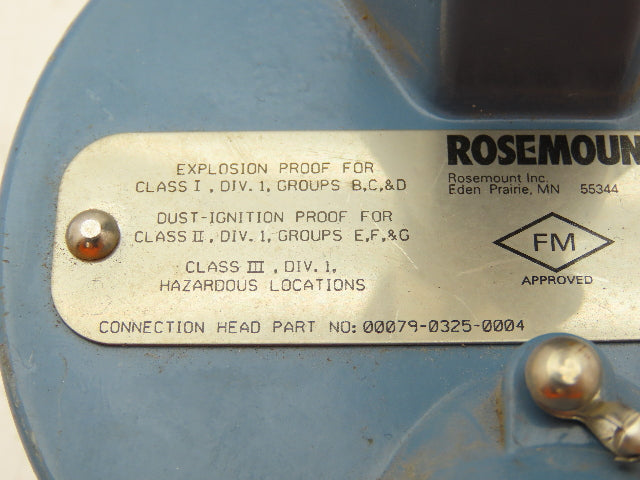 EXPLOSION PROOF FOR
CLASS I, DIV. 1, GROUPS B,C,&D
DUST-IGNITION PROOF FOR
CLASS II, DIV. 1, GROUPS E,F,&G
CLASS III, DIV. 1,
HAZARDOUS LOCATIONS
CONNECTION HEAD PART NO: 00079-0325-0004
ROSEMOUN
Rosemount Inc.
Eden Prairie, MN 55344
FM
APPROVED